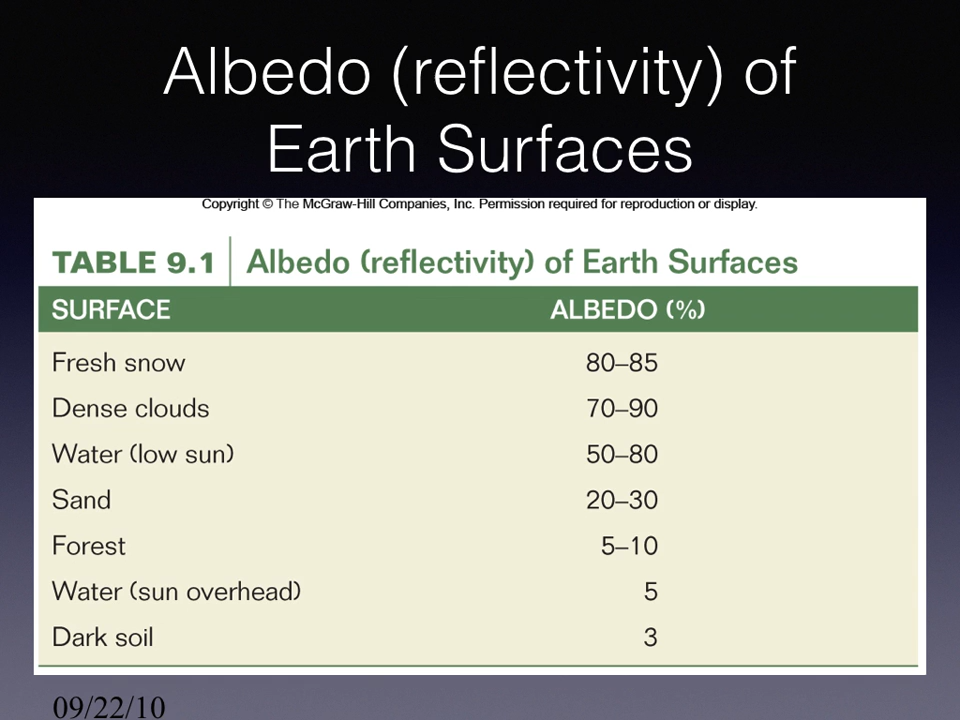 Albedo (reflectivity) of
Earth Surfaces
Copyright © The McGraw-Hill Companies, Inc. Permission required for reproduction or display.
TABLE 9.1 Albedo (reflectivity) of Earth Surfaces
SURFACE ALBEDO (%)
Fresh snow 80–85
Dense clouds 70–90
Water (low sun) 50–80
Sand 20–30
Forest 5–10
Water (sun overhead) 5
Dark soil 3
09/22/10